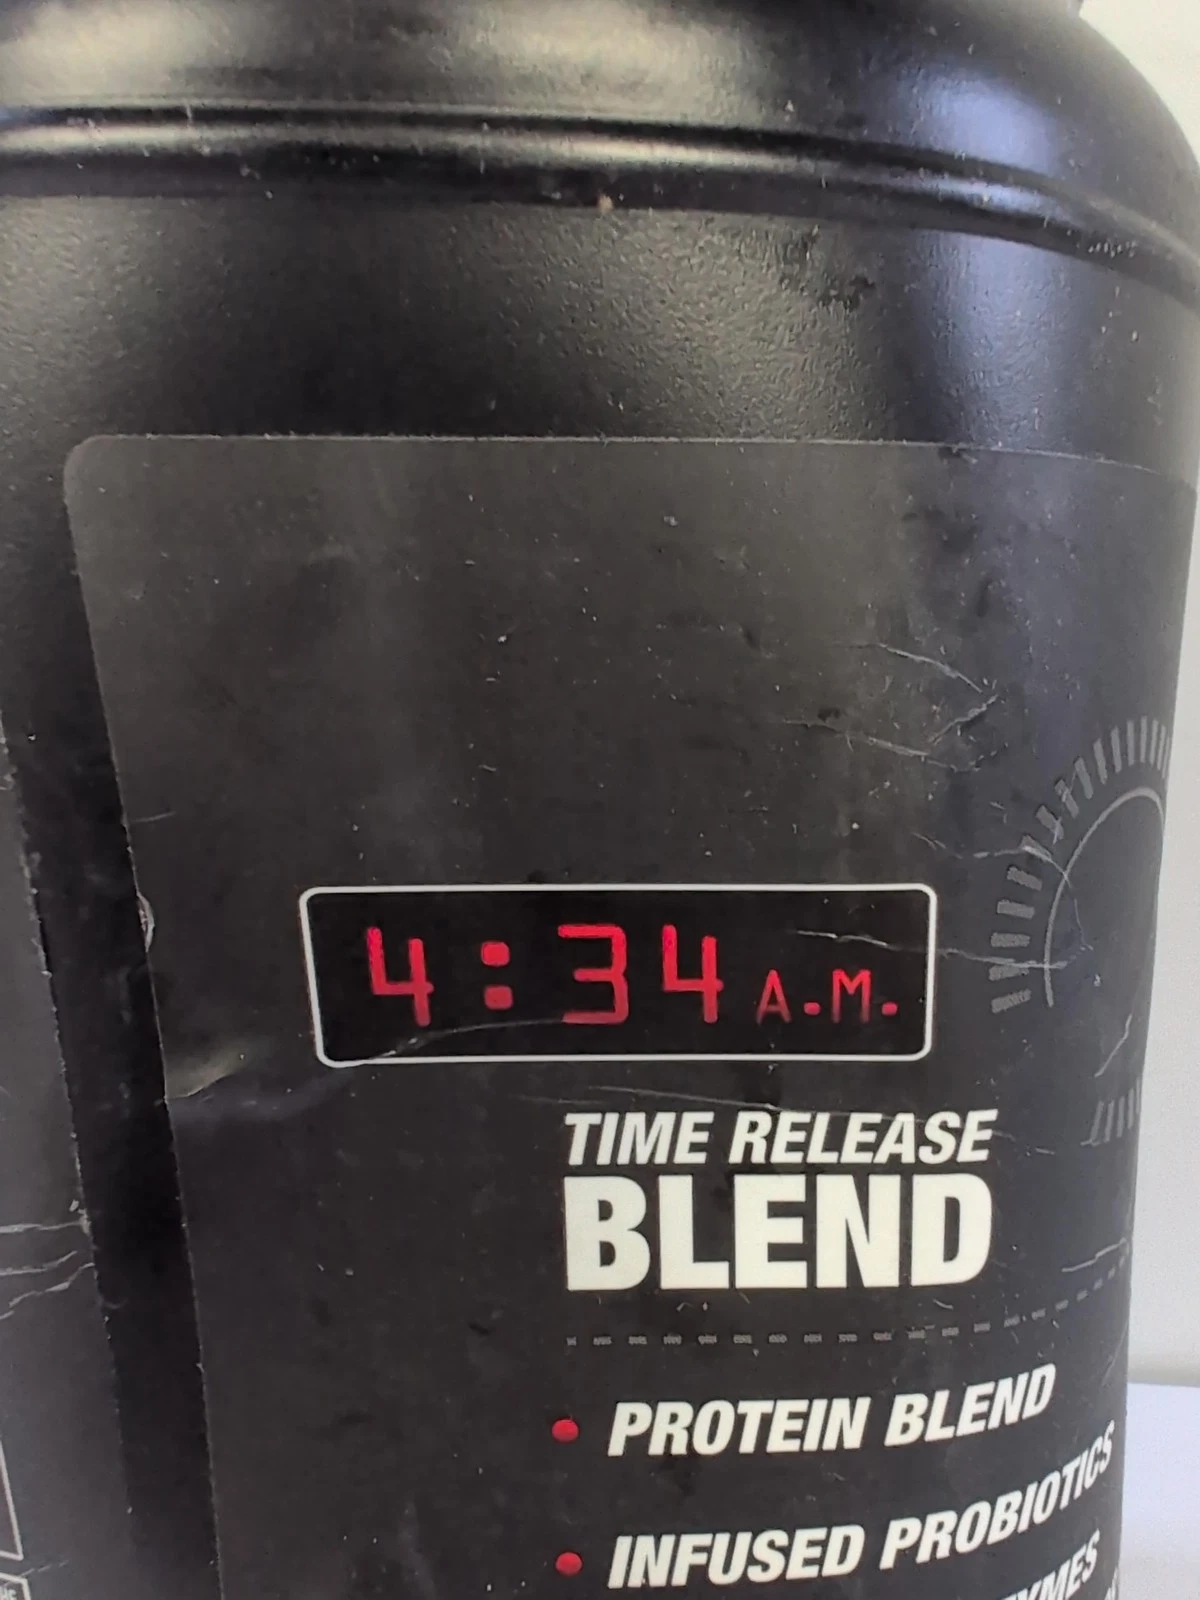 4:34 A.M.
TIME RELEASE
BLEND
• PROTEIN BLEND
• INFUSED PROBIOTICS